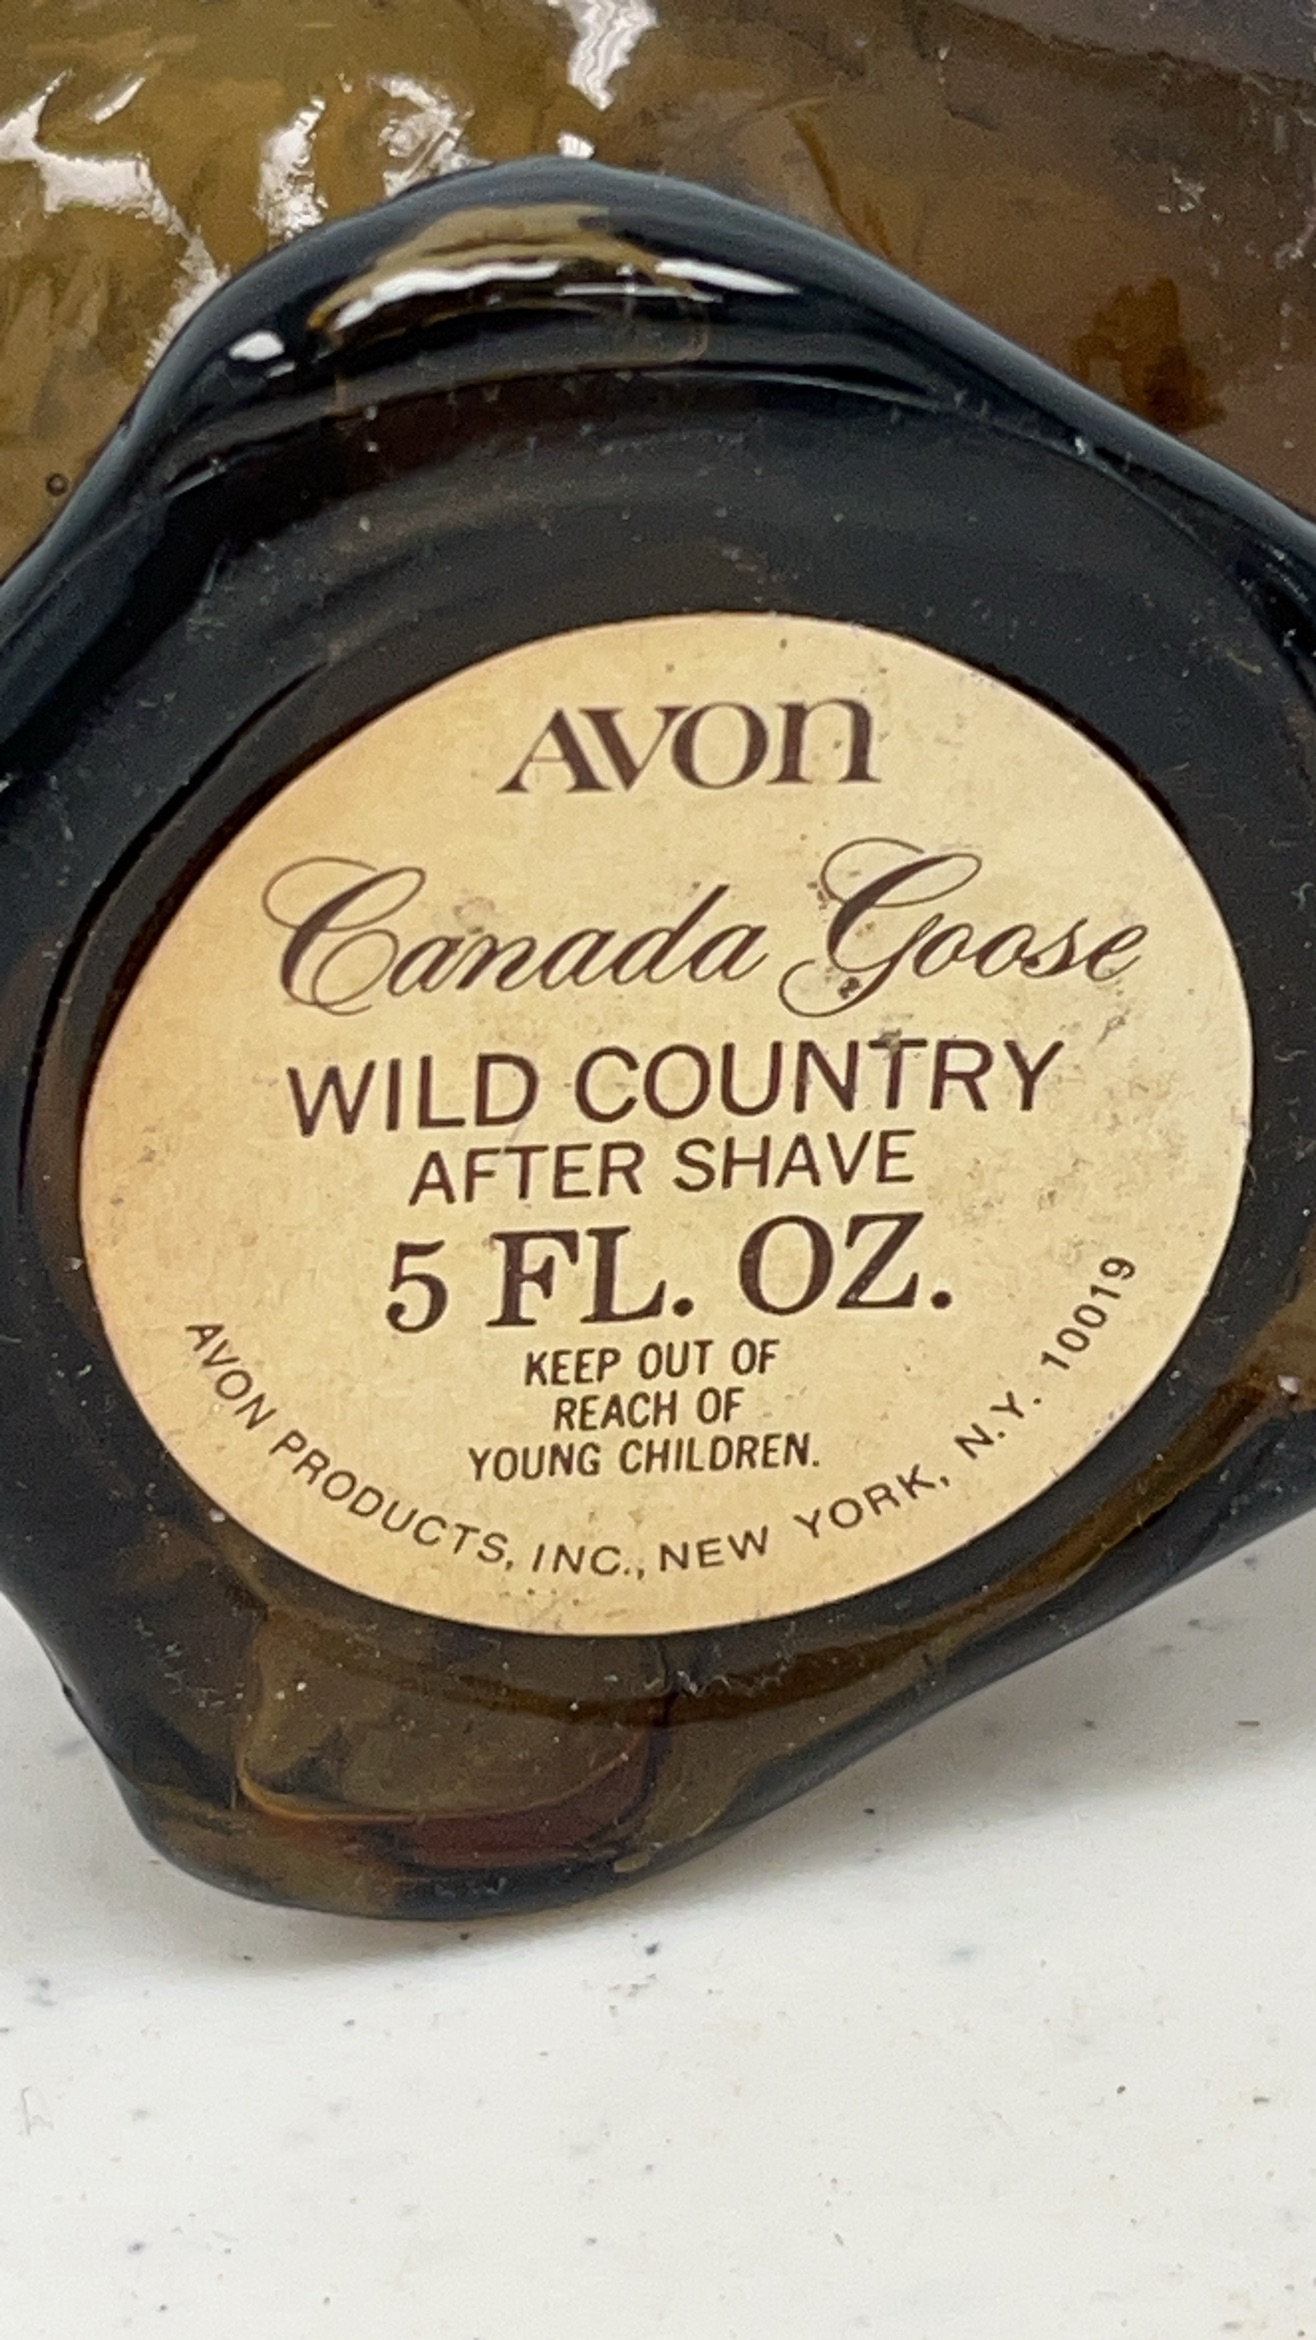 AVON
Canada Goose
WILD COUNTRY
AFTER SHAVE
5 FL. OZ.
KEEP OUT OF
REACH OF
YOUNG CHILDREN.
AVON PRODUCTS, INC., NEW YORK, N.Y. 10019